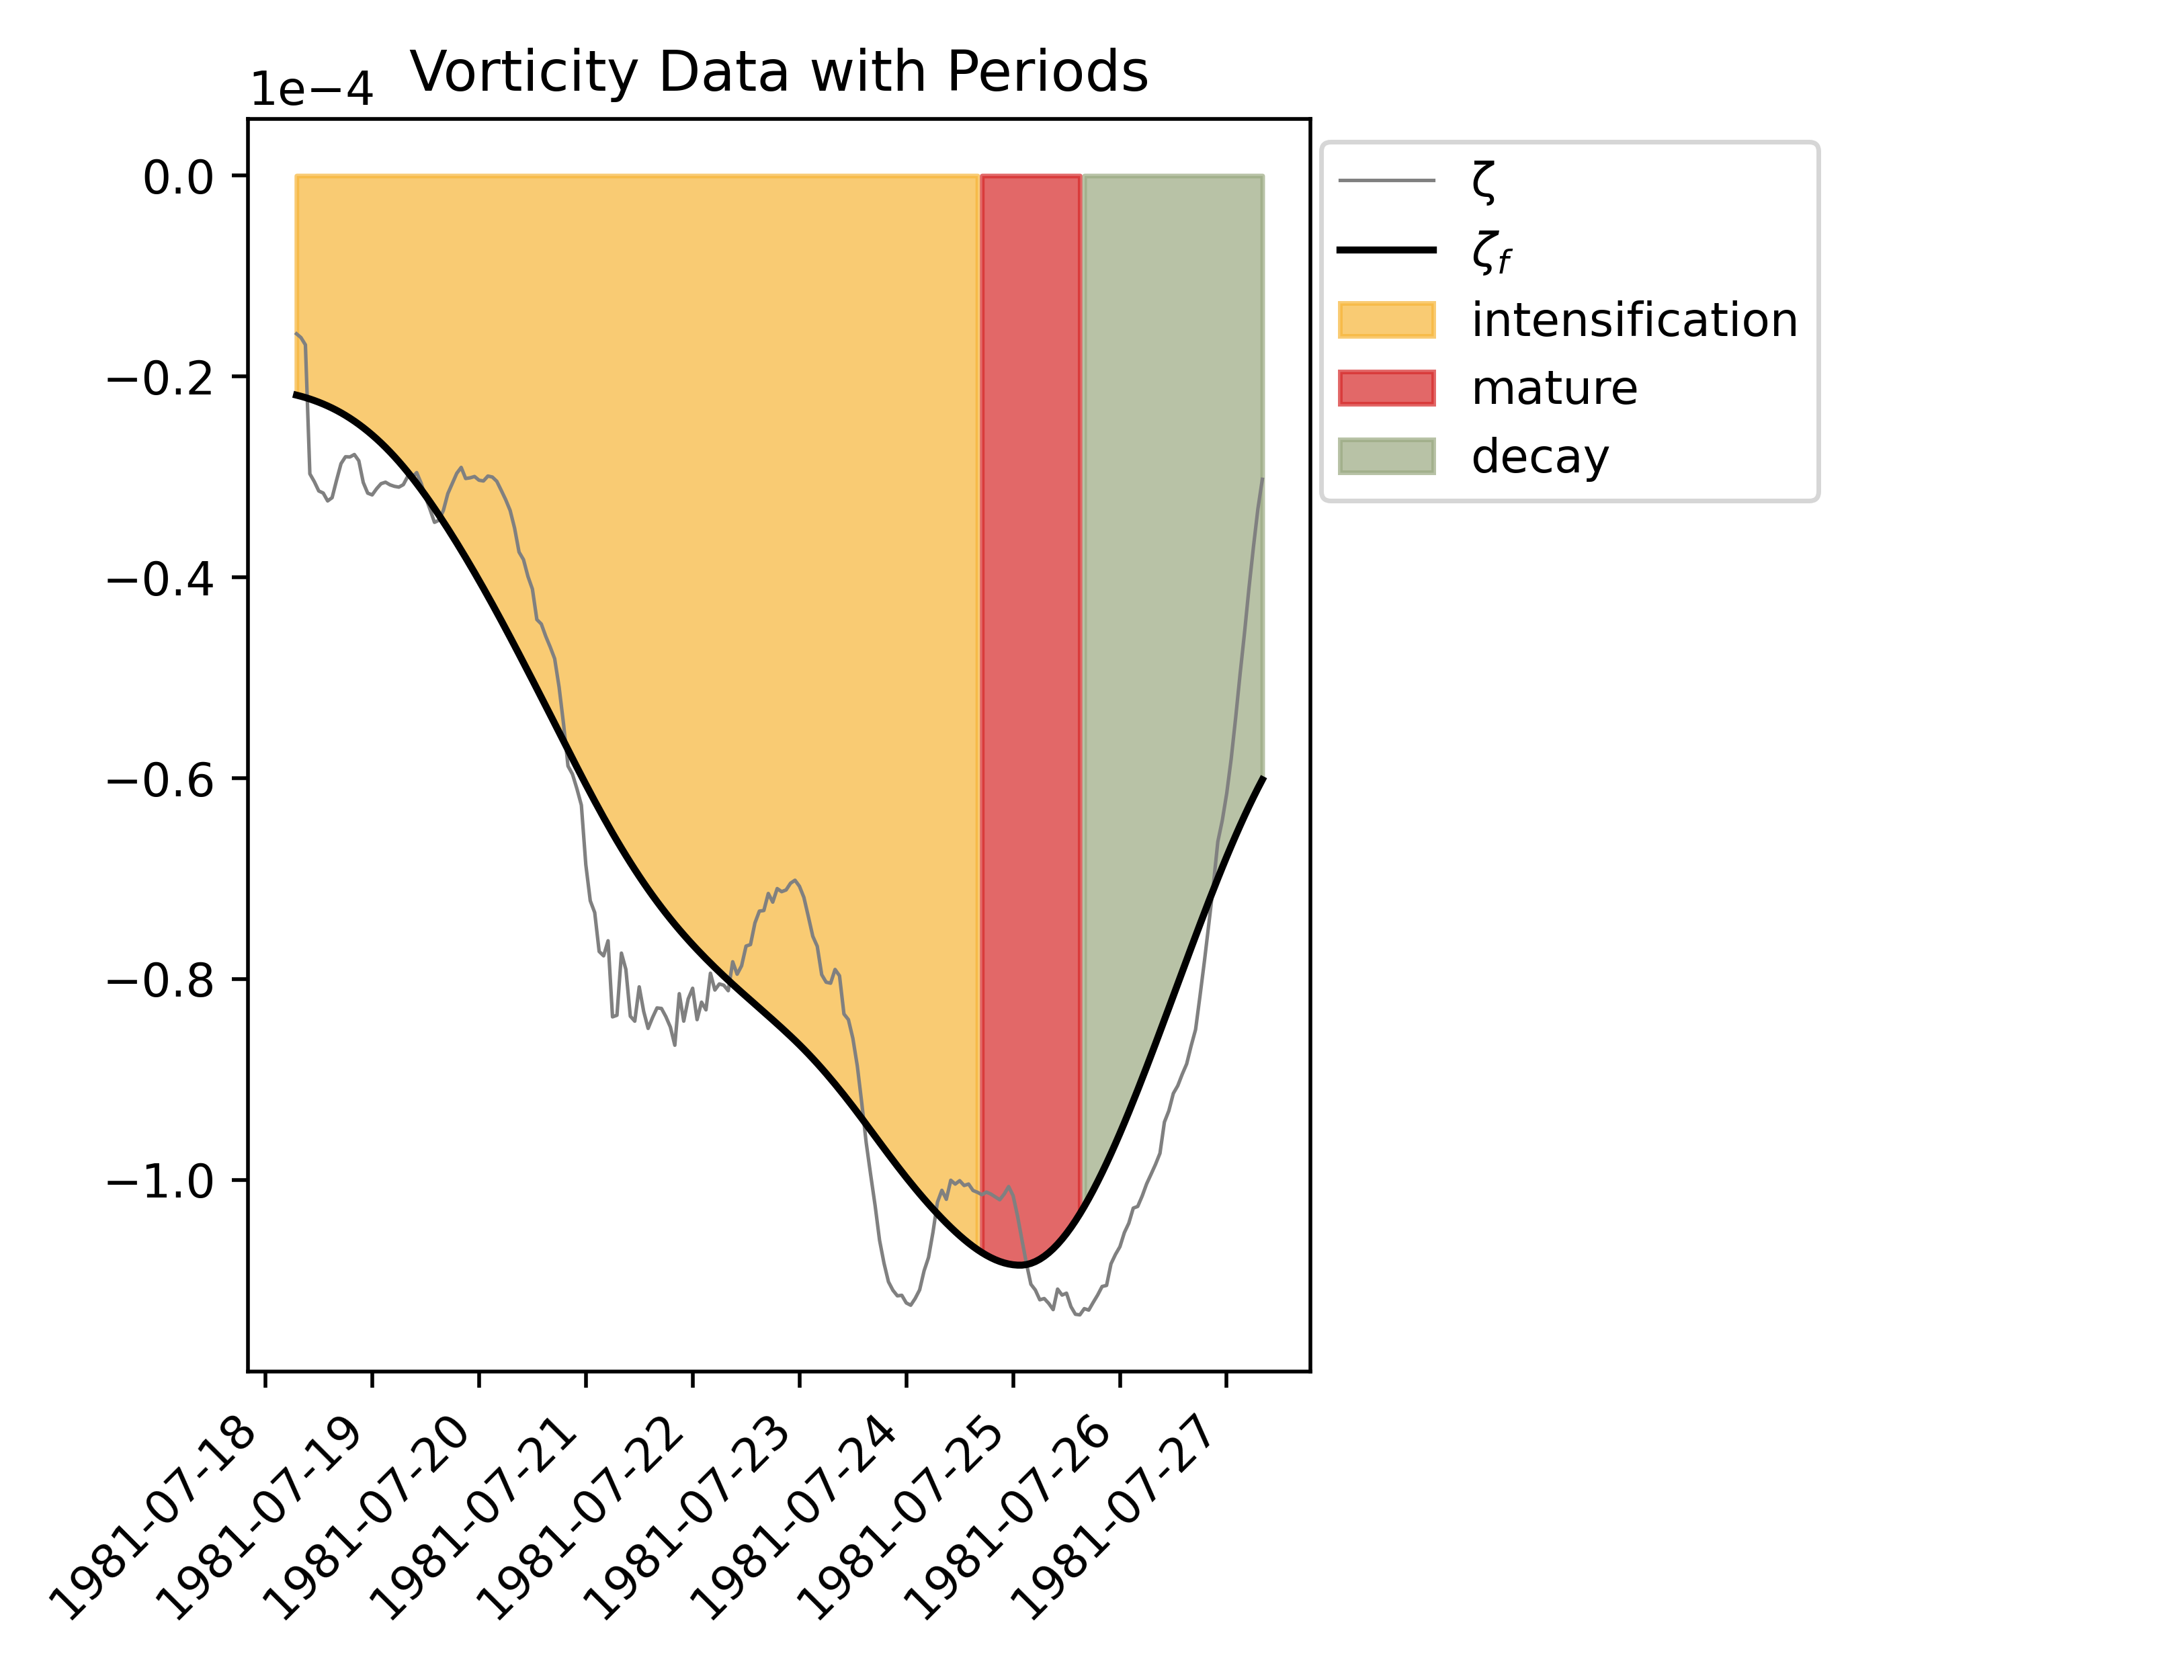 Vorticity Data with Periods
1e−4
0.0
−0.2
−0.4
−0.6
−0.8
−1.0
1981-07-18
1981-07-19
1981-07-20
1981-07-21
1981-07-22
1981-07-23
1981-07-24
1981-07-25
1981-07-26
1981-07-27
ζ
ζf
intensification
mature
decay